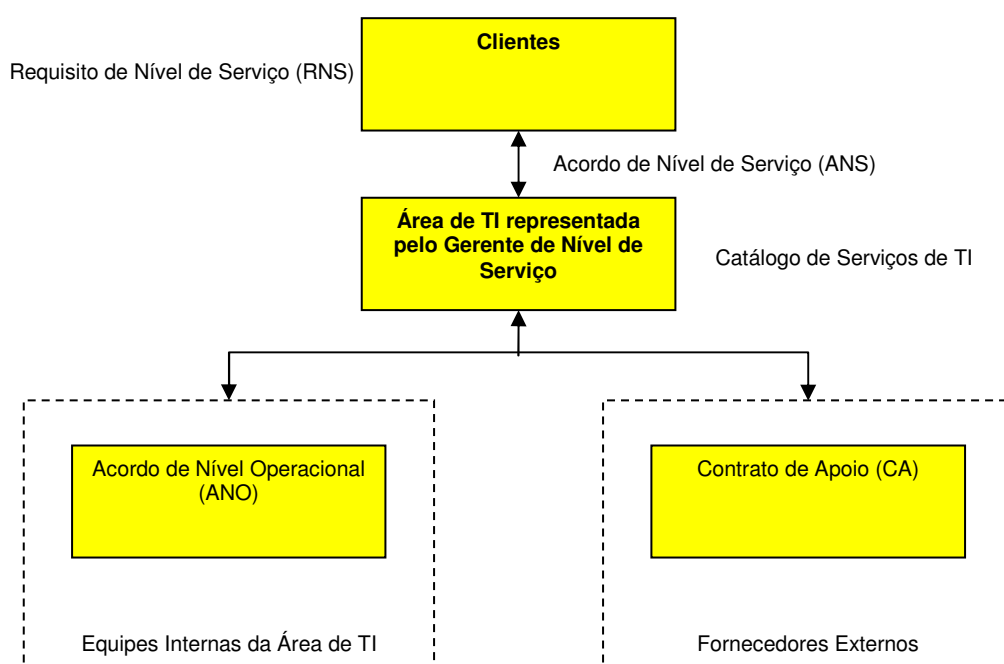 Clientes
Requisito de Nível de Serviço (RNS)
Acordo de Nível de Serviço (ANS)
Área de TI representada
pelo Gerente de Nível de
Serviço
Catálogo de Serviços de TI
Acordo de Nível Operacional
(ANO)
Contrato de Apoio (CA)
Equipes Internas da Área de TI
Fornecedores Externos